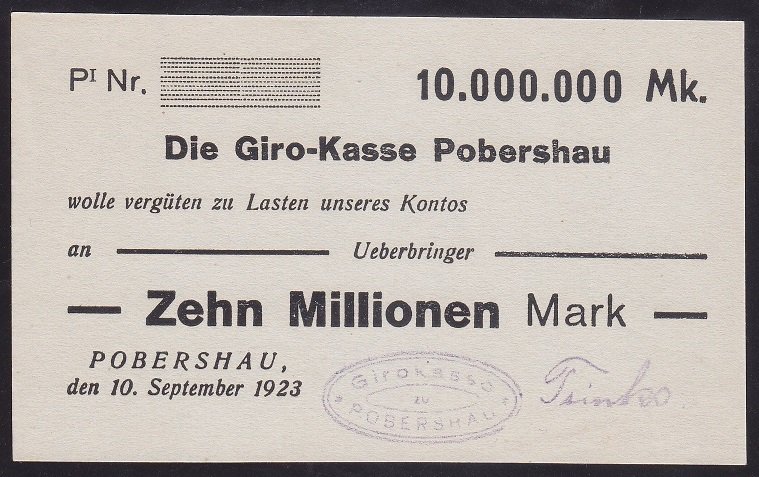 Pᴵ Nr. 10.000.000 Mk.
Die Giro-Kasse Pobershau
wolle vergüten zu Lasten unseres Kontos
an Ueberbringer
Zehn Millionen Mark
POBERSHAU,
den 10. September 1923
Girokasse
zu
POBERSHAU